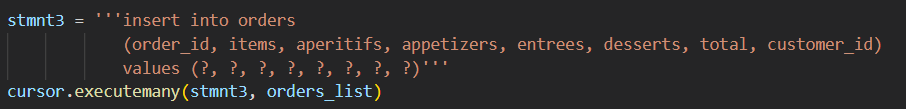 stmnt3 = '''insert into orders
(order_id, items, aperitifs, appetizers, entrees, desserts, total, customer_id)
values (?, ?, ?, ?, ?, ?, ?, ?)'''
cursor.executemany(stmnt3, orders_list)